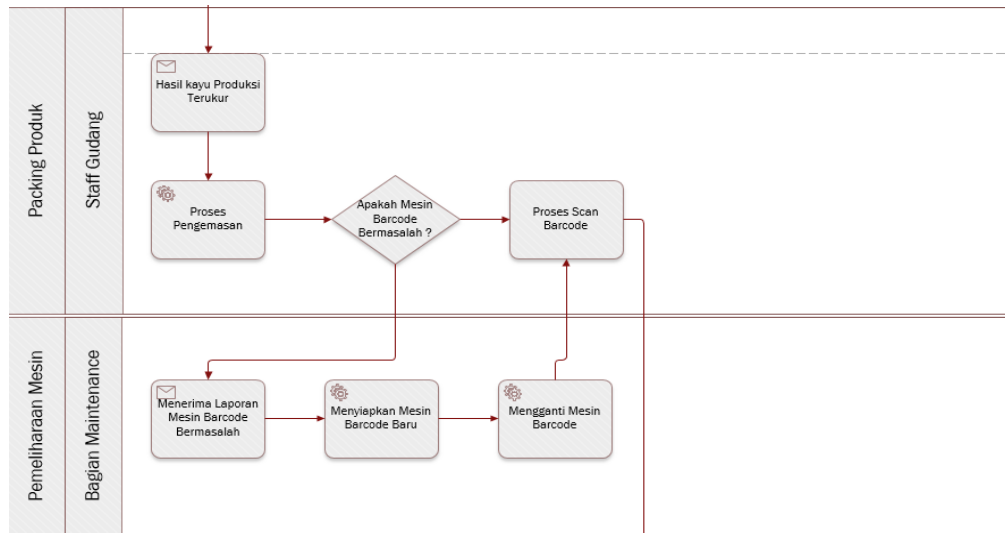 Packing Produk
Staff Gudang
Hasil kayu Produksi
Terukur
Proses
Pengemasan
Apakah Mesin
Barcode
Bermasalah ?
Proses Scan
Barcode
Pemeliharaan Mesin
Bagian Maintenance
Menerima Laporan
Mesin Barcode
Bermasalah
Menyiapkan Mesin
Barcode Baru
Mengganti Mesin
Barcode